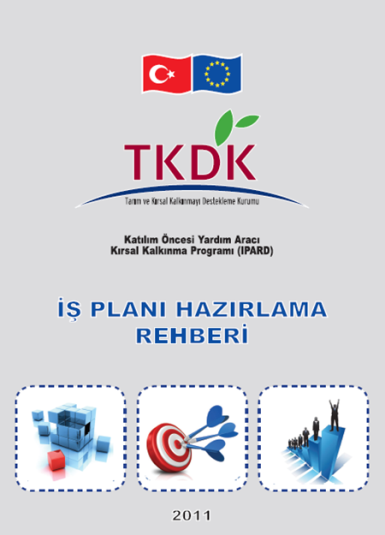 TKDK
Tarım ve Kırsal Kalkınmayı Destekleme Kurumu
Katılım Öncesi Yardım Aracı
Kırsal Kalkınma Programı (IPARD)
İŞ PLANI HAZIRLAMA
REHBERİ
2011